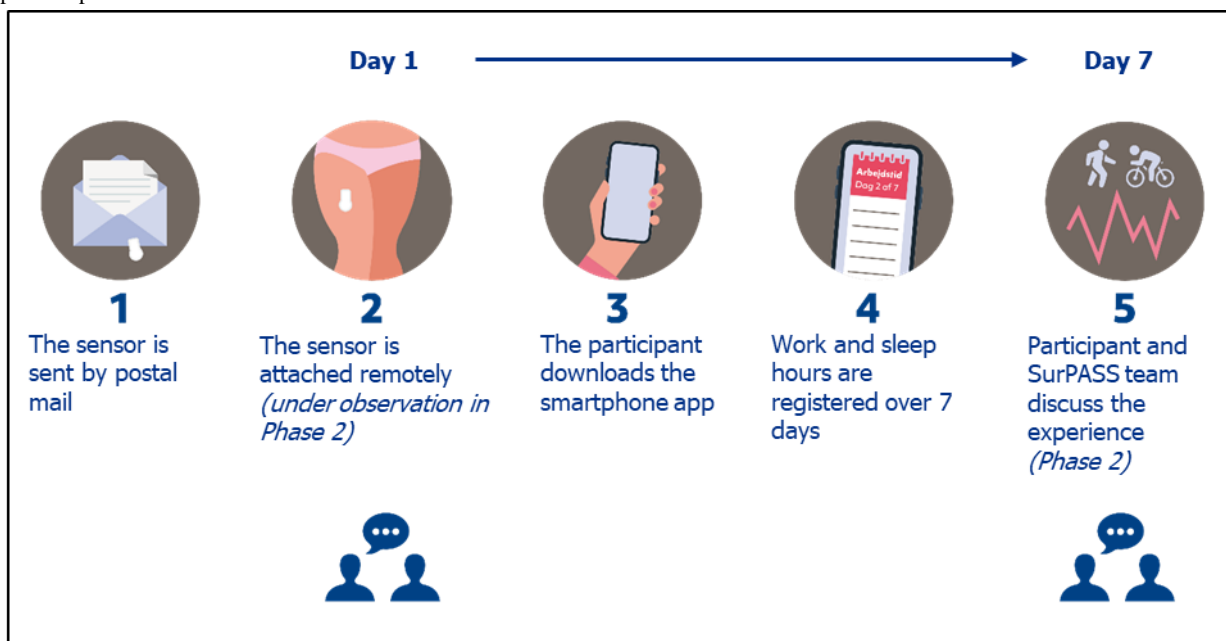 Day 1
Day 7
Arbejdstid
Dag 2 af 7
1
The sensor is
sent by postal
mail
2
The sensor is
attached remotely
(under observation in
Phase 2)
3
The participant
downloads the
smartphone app
4
Work and sleep
hours are
registered over 7
days
5
Participant and
SurPASS team
discuss the
experience
(Phase 2)